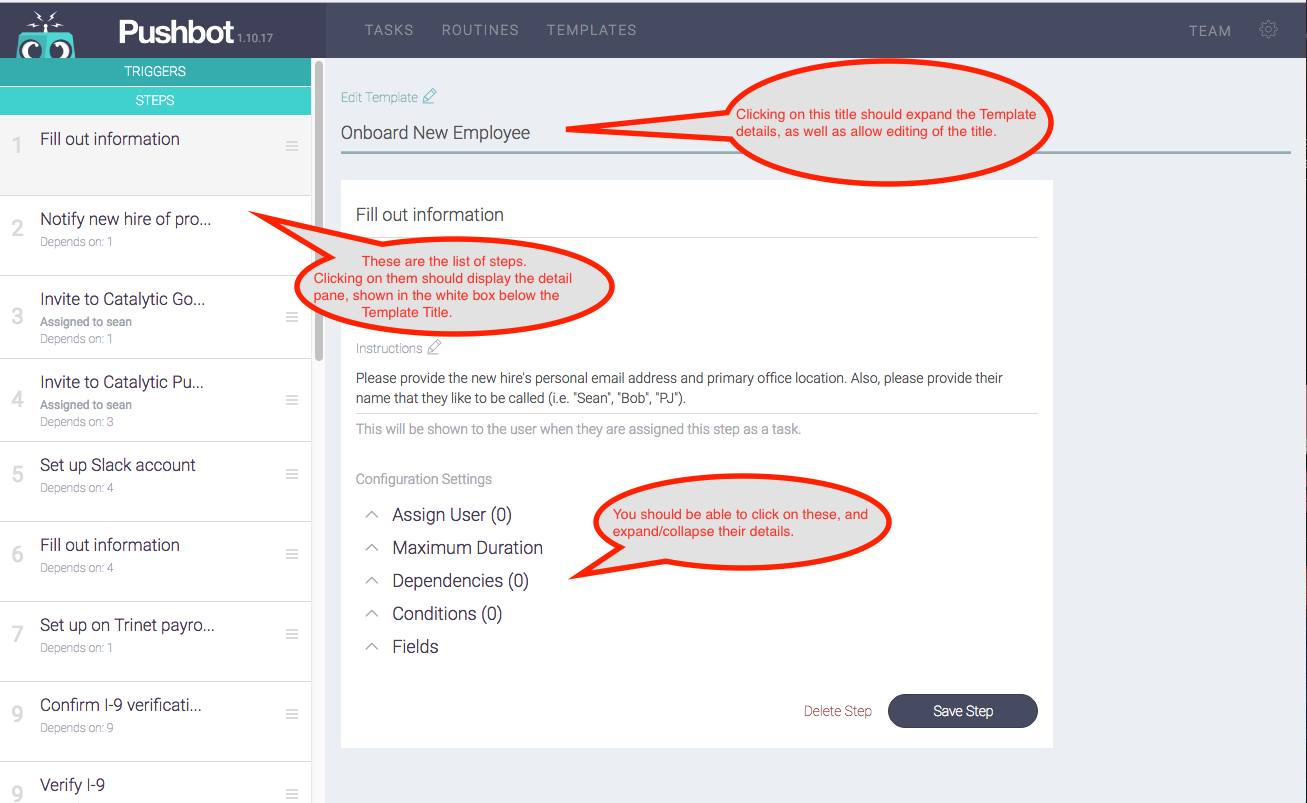 Pushbot 1.10.17
TASKS ROUTINES TEMPLATES
TEAM
TRIGGERS
STEPS
1 Fill out information
2 Notify new hire of pro...
Depends on: 1
3 Invite to Catalytic Go...
Assigned to sean
Depends on: 1
4 Invite to Catalytic Pu...
Assigned to sean
Depends on: 3
5 Set up Slack account
Depends on: 4
6 Fill out information
Depends on: 4
7 Set up on Trinet payro...
Depends on: 1
9 Confirm I-9 verificati...
Depends on: 9
9 Verify I-9
Edit Template
Onboard New Employee
Clicking on this title should expand the Template
details, as well as allow editing of the title.
Fill out information
These are the list of steps.
Clicking on them should display the detail
pane, shown in the white box below the
Template Title.
Instructions
Please provide the new hire's personal email address and primary office location. Also, please provide their
name that they like to be called (i.e. "Sean", "Bob", "PJ").
This will be shown to the user when they are assigned this step as a task.
Configuration Settings
Assign User (0)
Maximum Duration
Dependencies (0)
Conditions (0)
Fields
You should be able to click on these, and
expand/collapse their details.
Delete Step
Save Step